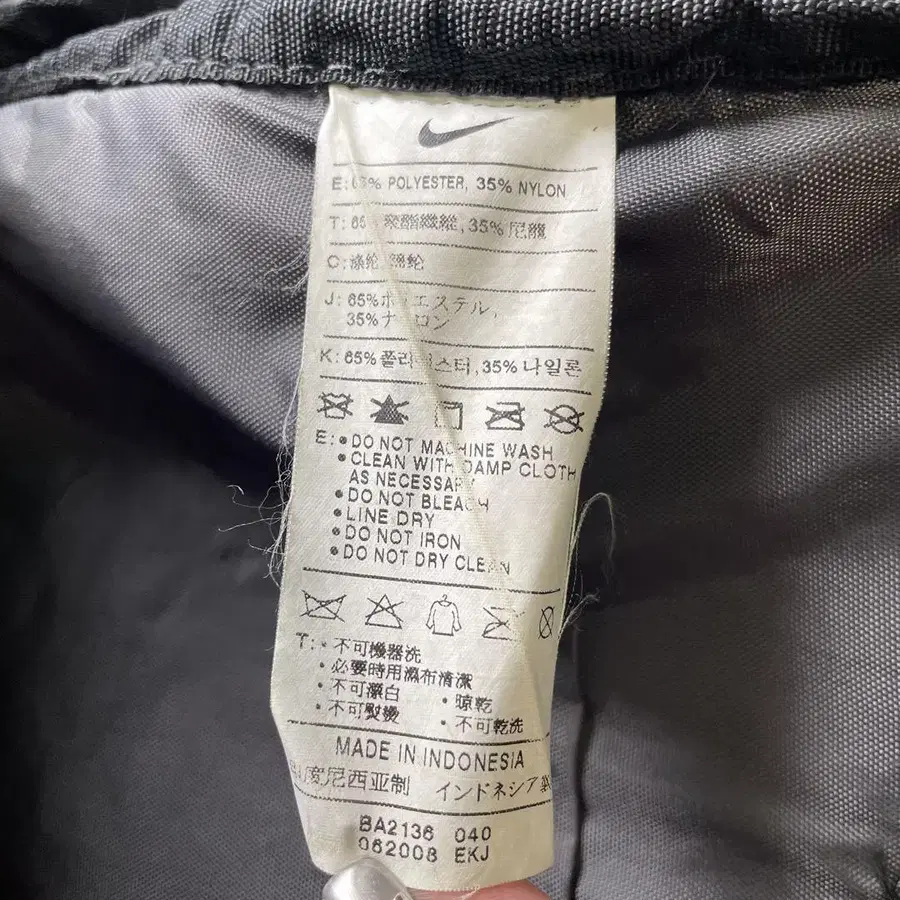 E: 65% POLYESTER, 35% NYLON
T: 65 聚酯纖維, 35% 尼龍
C: 涤纶 锦纶
J: 65% ポリエステル,
35% ナイロン
K: 65% 폴리에스터, 35% 나일론
E: • DO NOT MACHINE WASH
• CLEAN WITH DAMP CLOTH
AS NECESSARY
• DO NOT BLEACH
• LINE DRY
• DO NOT IRON
• DO NOT DRY CLEAN
T: • 不可機器洗
• 必要時用濕布清潔
• 不可漂白 • 晾乾
• 不可熨燙 • 不可乾洗
MADE IN INDONESIA
印度尼西亚制 インドネシア製
BA2136 040
062008 EKJ